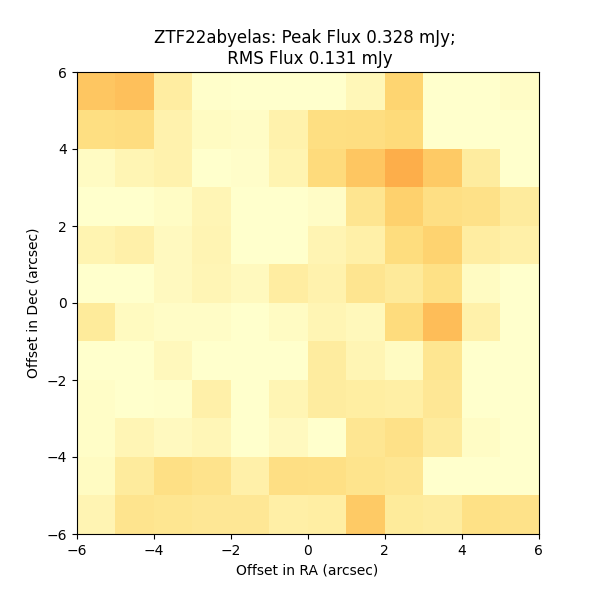 ZTF22abyelas: Peak Flux 0.328 mJy;
RMS Flux 0.131 mJy
6
4
2
0
−2
−4
−6
Offset in Dec (arcsec)
−6 −4 −2 0 2 4 6
Offset in RA (arcsec)